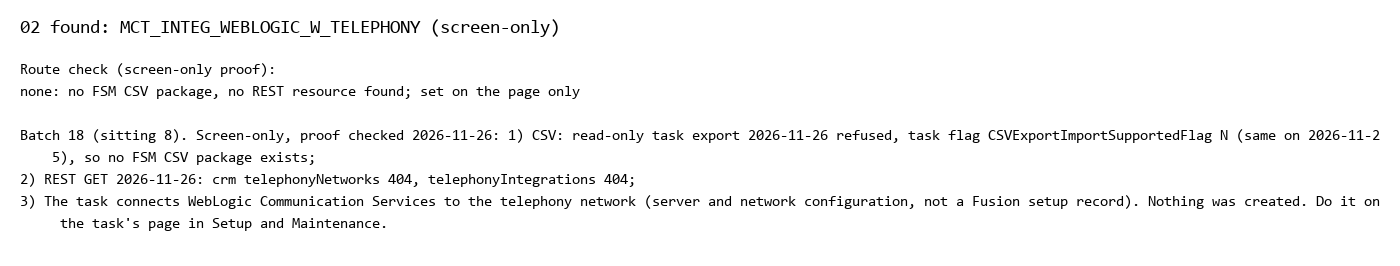 02 found: MCT_INTEG_WEBLOGIC_W_TELEPHONY (screen-only)
Route check (screen-only proof):
none: no FSM CSV package, no REST resource found; set on the page only
Batch 18 (sitting 8). Screen-only, proof checked 2026-11-26: 1) CSV: read-only task export 2026-11-26 refused, task flag CSVExportImportSupportedFlag N (same on 2026-11-2
5), so no FSM CSV package exists;
2) REST GET 2026-11-26: crm telephonyNetworks 404, telephonyIntegrations 404;
3) The task connects WebLogic Communication Services to the telephony network (server and network configuration, not a Fusion setup record). Nothing was created. Do it on
the task's page in Setup and Maintenance.